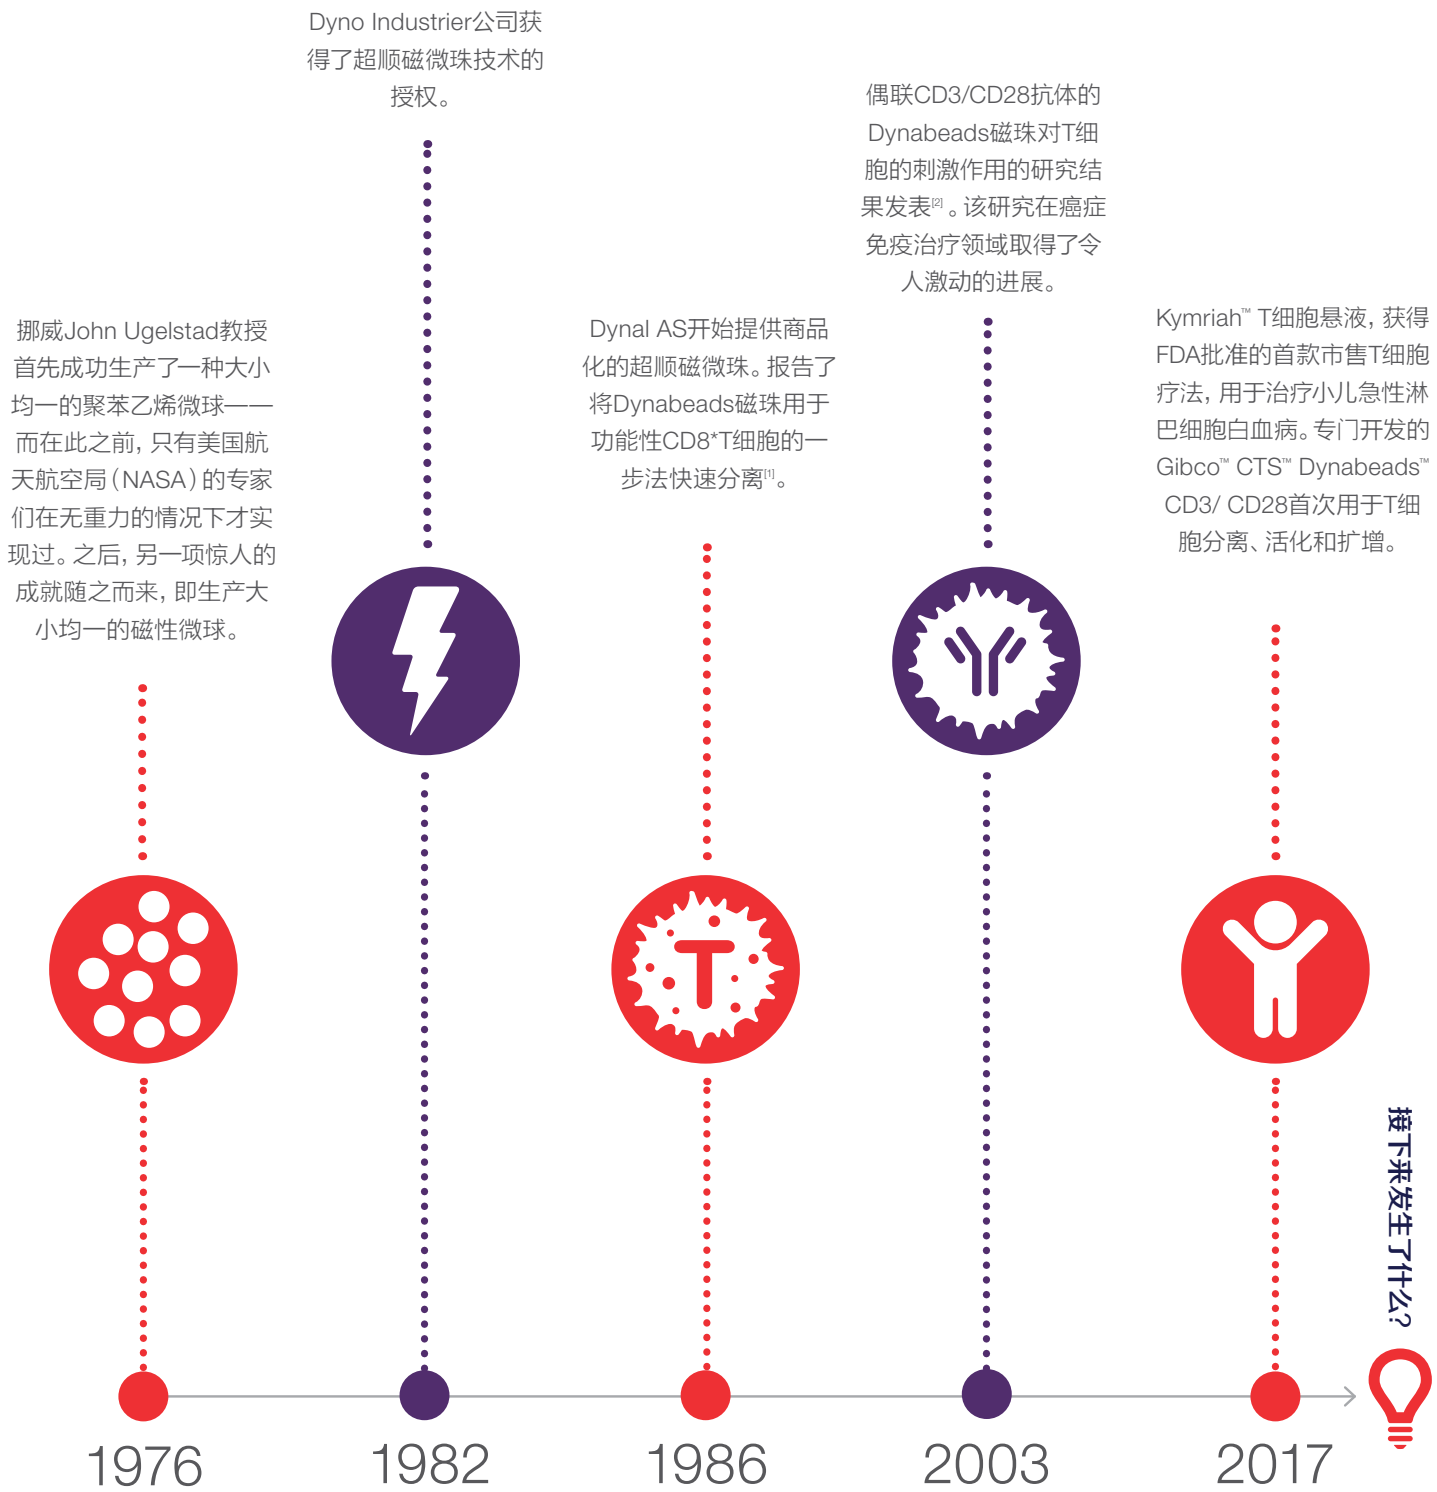 Dyno Industrier公司获
得了超顺磁微珠技术的
授权。
偶联CD3/CD28抗体的
Dynabeads磁珠对T细
胞的刺激作用的研究结
果发表[2]。该研究在癌症
免疫治疗领域取得了令
人激动的进展。
挪威John Ugelstad教授
首先成功生产了一种大小
均一的聚苯乙烯微球——
而在此之前，只有美国航
天航空局（NASA）的专家
们在无重力的情况下才实
现过。之后，另一项惊人的
成就随之而来，即生产大
小均一的磁性微球。
Dynal AS开始提供商品
化的超顺磁微珠。报告了
将Dynabeads磁珠用于
功能性CD8*T细胞的一
步法快速分离[1]。
Kymriah™ T细胞悬液，获得
FDA批准的首款市售T细胞
疗法，用于治疗小儿急性淋
巴细胞白血病。专门开发的
Gibco™ CTS™ Dynabeads™
CD3/ CD28首次用于T细
胞分离、活化和扩增。
T
接下来发生了什么？
1976
1982
1986
2003
2017